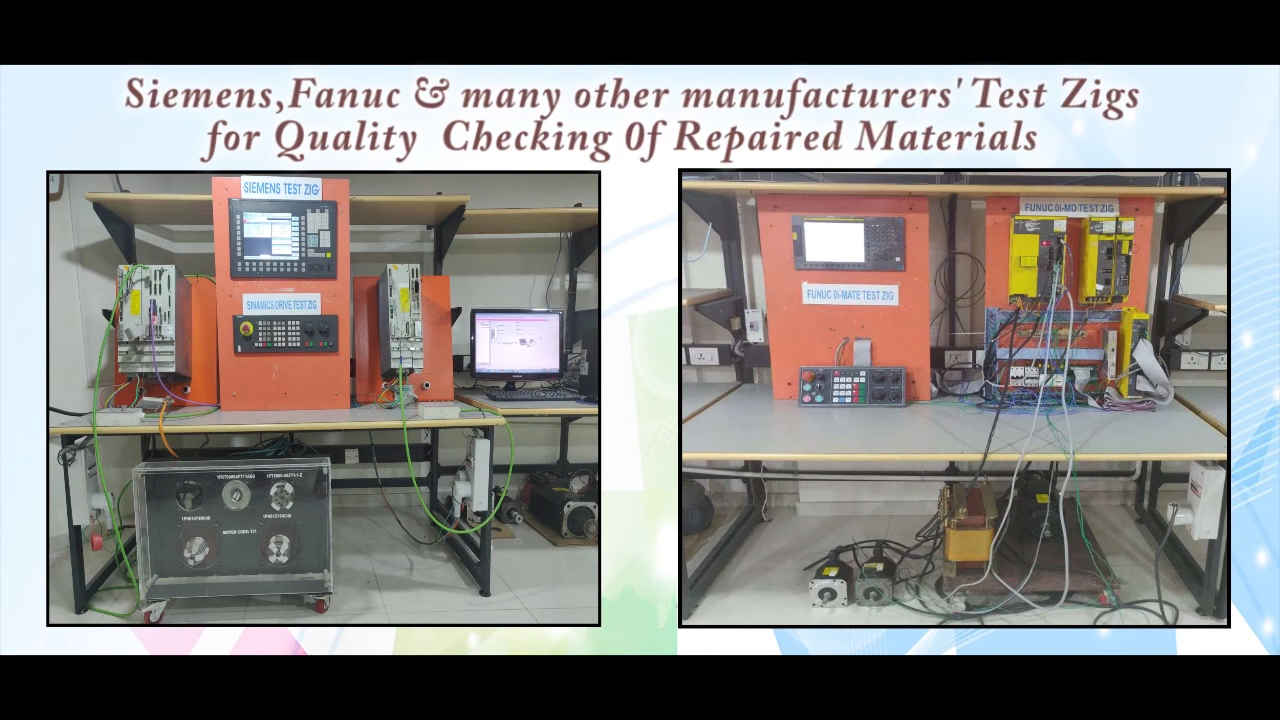 Siemens,Fanuc & many other manufacturers' Test Zigs
for Quality Checking 0f Repaired Materials
SIEMENS TEST ZIG
SINAMICS DRIVE TEST ZIG
FUNUC 0i-MATE TEST ZIG
FUNUC 0i-MD TEST ZIG